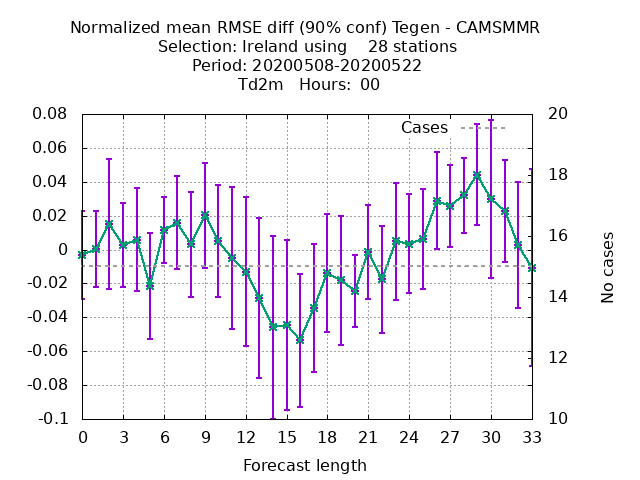 Normalized mean RMSE diff (90% conf) Tegen - CAMSMMR
Selection: Ireland using    28 stations
Period: 20200508-20200522
Td2m   Hours:  00
Cases
0.08
0.06
0.04
0.02
0
-0.02
-0.04
-0.06
-0.08
-0.1
20
18
16
14
12
10
No cases
0 3 6 9 12 15 18 21 24 27 30 33
Forecast length